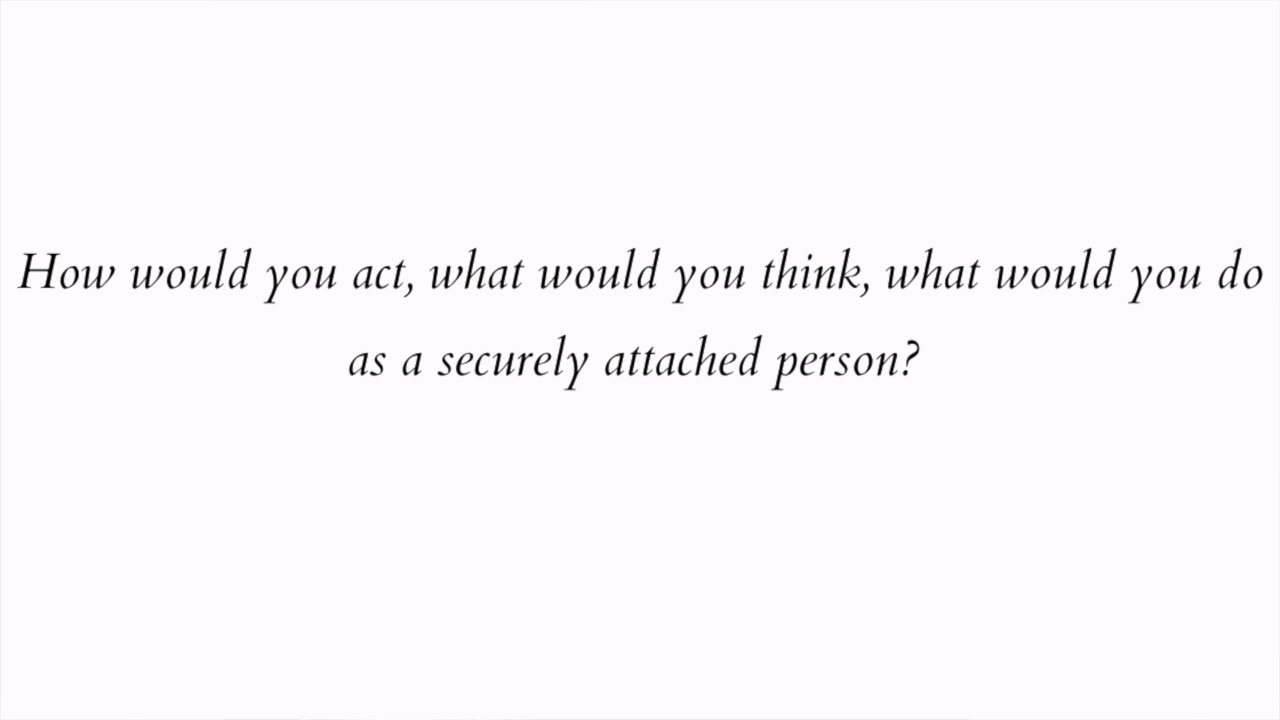 How would you act, what would you think, what would you do
as a securely attached person?